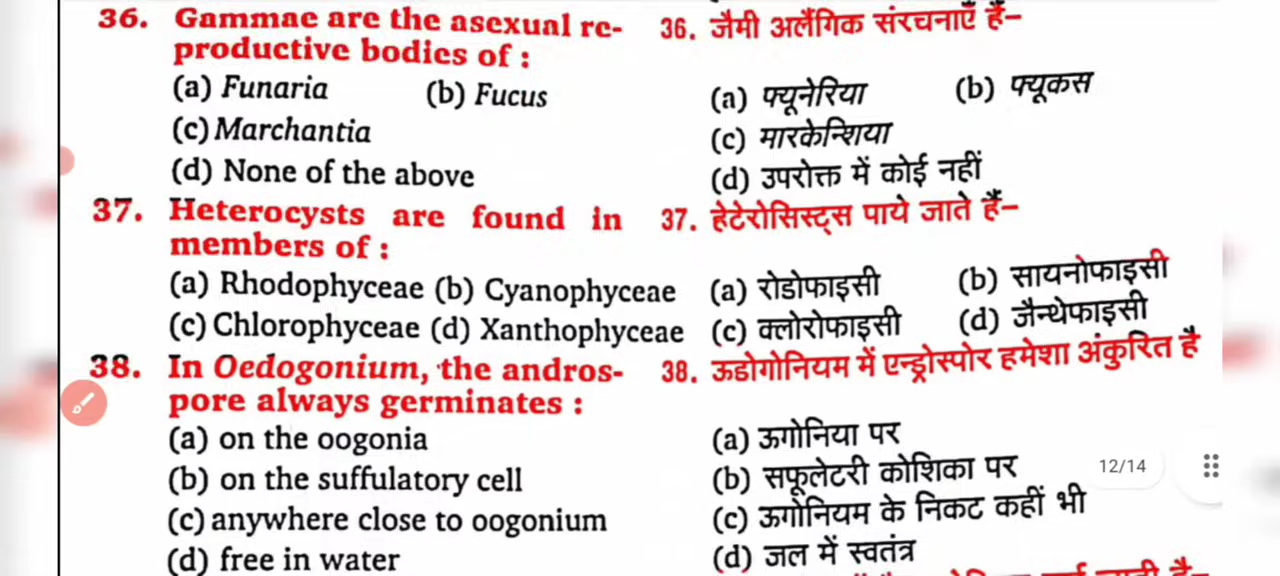 36. Gammae are the asexual re-
productive bodies of :
(a) Funaria (b) Fucus
(c) Marchantia
(d) None of the above
37. Heterocysts are found in
members of :
(a) Rhodophyceae (b) Cyanophyceae
(c) Chlorophyceae (d) Xanthophyceae
38. In Oedogonium, the andros-
pore always germinates :
(a) on the oogonia
(b) on the suffulatory cell
(c) anywhere close to oogonium
(d) free in water
36. जैमी अलैंगिक संरचनाएँ हैं–
(a) फ्यूनेरिया (b) फ्यूकस
(c) मारकेन्शिया
(d) उपरोक्त में कोई नहीं
37. हेटेरोसिस्ट्स पाये जाते हैं–
(a) रोडोफाइसी (b) सायनोफाइसी
(c) क्लोरोफाइसी (d) जैन्थेफाइसी
38. ऊडोगोनियम में एन्ड्रोस्पोर हमेशा अंकुरित है
(a) ऊगोनिया पर
(b) सफूलेटरी कोशिका पर
(c) ऊगोनियम के निकट कहीं भी
(d) जल में स्वतंत्र
12/14